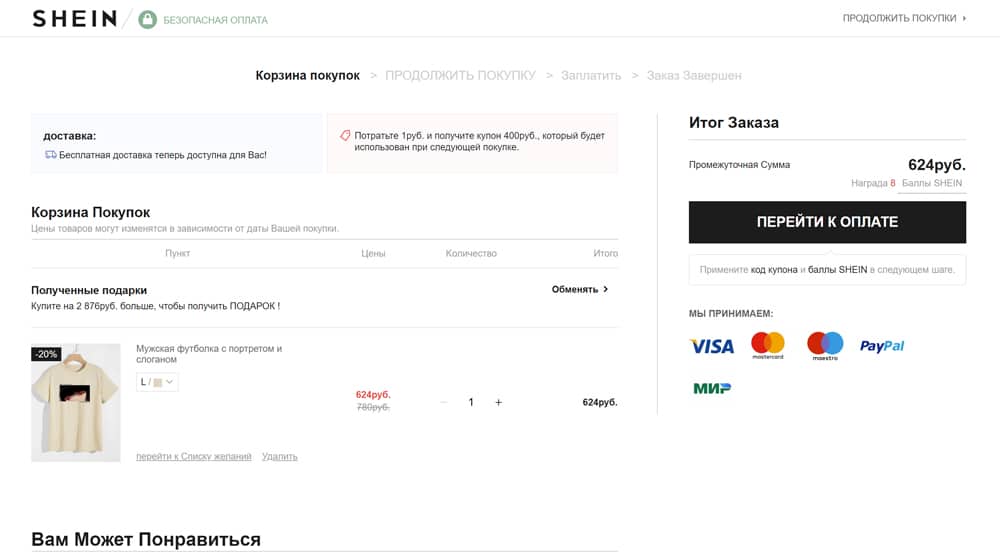 SHEIN
БЕЗОПАСНАЯ ОПЛАТА
ПРОДОЛЖИТЬ ПОКУПКИ
Корзина покупок > ПРОДОЛЖИТЬ ПОКУПКУ > Заплатить > Заказ Завершен
доставка:
Бесплатная доставка теперь доступна для Вас!
Потратьте 1руб. и получите купон 400руб., который будет
использован при следующей покупке.
Корзина Покупок
Цены товаров могут изменятся в зависимости от даты Вашей покупки.
Пункт Цены Количество Итого
Полученные подарки
Обменять >
Купите на 2 876руб. больше, чтобы получить ПОДАРОК !
-20%
Мужская футболка с портретом и
слоганом
L /
624руб.
780руб.
− 1 +
624руб.
перейти к Списку желаний Удалить
Вам Может Понравиться
Итог Заказа
Промежуточная Сумма 624руб.
Награда 8 Баллы SHEIN
ПЕРЕЙТИ К ОПЛАТЕ
Примените код купона и баллы SHEIN в следующем шаге.
МЫ ПРИНИМАЕМ:
VISA mastercard maestro PayPal
МИР